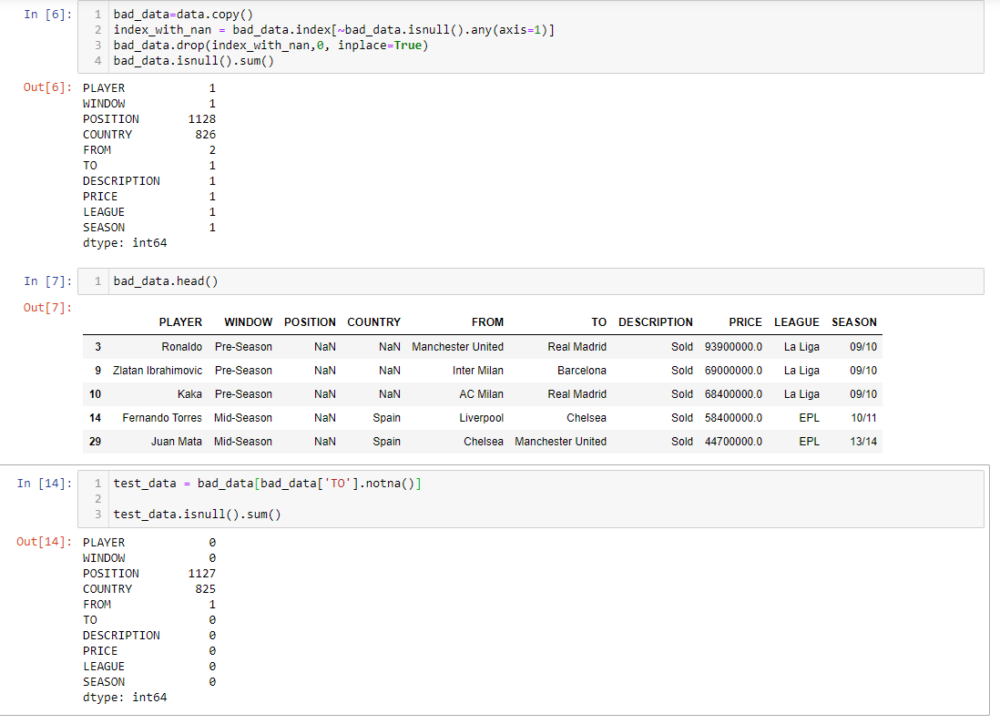 In [6]: 1 bad_data=data.copy()
2 index_with_nan = bad_data.index[~bad_data.isnull().any(axis=1)]
3 bad_data.drop(index_with_nan,0, inplace=True)
4 bad_data.isnull().sum()
Out[6]: PLAYER 1
WINDOW 1
POSITION 1128
COUNTRY 826
FROM 2
TO 1
DESCRIPTION 1
PRICE 1
LEAGUE 1
SEASON 1
dtype: int64
In [7]: 1 bad_data.head()
Out[7]:
PLAYER WINDOW POSITION COUNTRY FROM TO DESCRIPTION PRICE LEAGUE SEASON
3 Ronaldo Pre-Season NaN NaN Manchester United Real Madrid Sold 93900000.0 La Liga 09/10
9 Zlatan Ibrahimovic Pre-Season NaN NaN Inter Milan Barcelona Sold 69000000.0 La Liga 09/10
10 Kaka Pre-Season NaN NaN AC Milan Real Madrid Sold 68400000.0 La Liga 09/10
14 Fernando Torres Mid-Season NaN Spain Liverpool Chelsea Sold 58400000.0 EPL 10/11
29 Juan Mata Mid-Season NaN Spain Chelsea Manchester United Sold 44700000.0 EPL 13/14
In [14]: 1 test_data = bad_data[bad_data['TO'].notna()]
2
3 test_data.isnull().sum()
Out[14]: PLAYER 0
WINDOW 0
POSITION 1127
COUNTRY 825
FROM 1
TO 0
DESCRIPTION 0
PRICE 0
LEAGUE 0
SEASON 0
dtype: int64